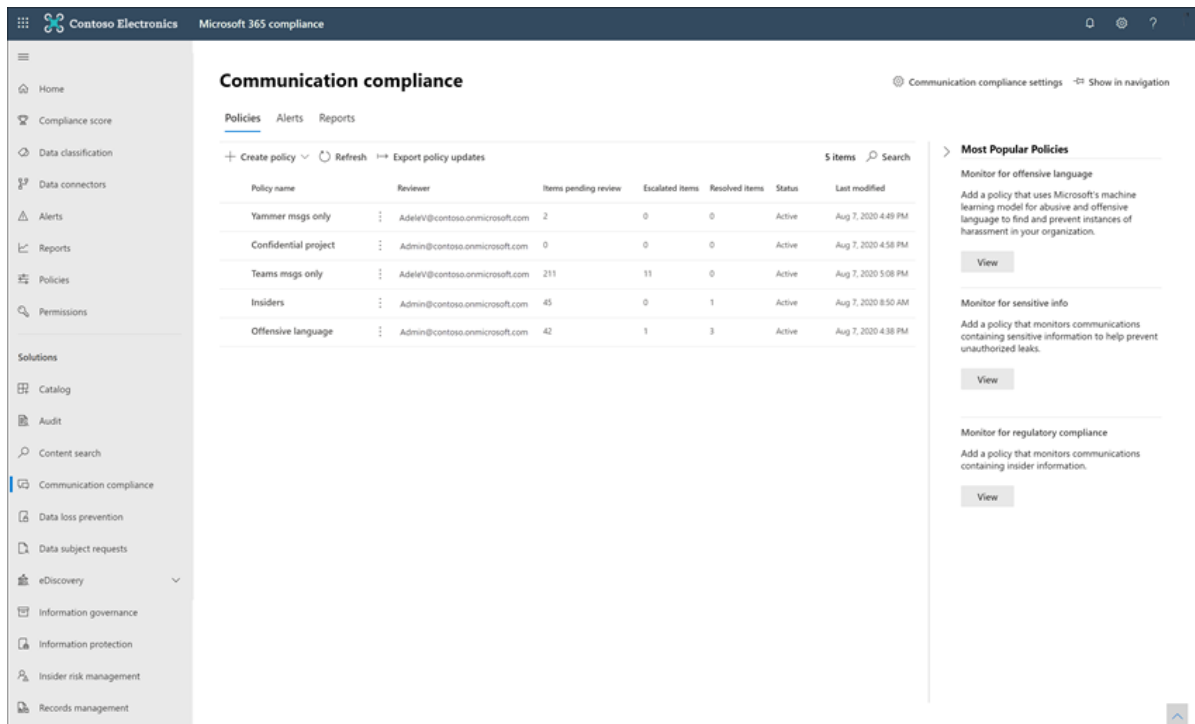 Contoso Electronics Microsoft 365 compliance ?
Home
Compliance score
Data classification
Data connectors
Alerts
Reports
Policies
Permissions
Solutions
Catalog
Audit
Content search
Communication compliance
Data loss prevention
Data subject requests
eDiscovery
Information governance
Information protection
Insider risk management
Records management
Communication compliance
Communication compliance settings Show in navigation
Policies Alerts Reports
Create policy Refresh Export policy updates 5 items Search
Policy name Reviewer Items pending review Escalated items Resolved items Status Last modified
Yammer msgs only AdeleV@contoso.onmicrosoft.com 2 0 0 Active Aug 7, 2020 4:49 PM
Confidential project Admin@contoso.onmicrosoft.com 0 0 0 Active Aug 7, 2020 4:58 PM
Teams msgs only AdeleV@contoso.onmicrosoft.com 211 11 0 Active Aug 7, 2020 5:08 PM
Insiders Admin@contoso.onmicrosoft.com 45 0 1 Active Aug 7, 2020 8:50 AM
Offensive language Admin@contoso.onmicrosoft.com 42 1 3 Active Aug 7, 2020 4:38 PM
Most Popular Policies
Monitor for offensive language
Add a policy that uses Microsoft's machine
learning model for abusive and offensive
language to find and prevent instances of
harassment in your organization.
View
Monitor for sensitive info
Add a policy that monitors communications
containing sensitive information to help prevent
unauthorized leaks.
View
Monitor for regulatory compliance
Add a policy that monitors communications
containing insider information.
View